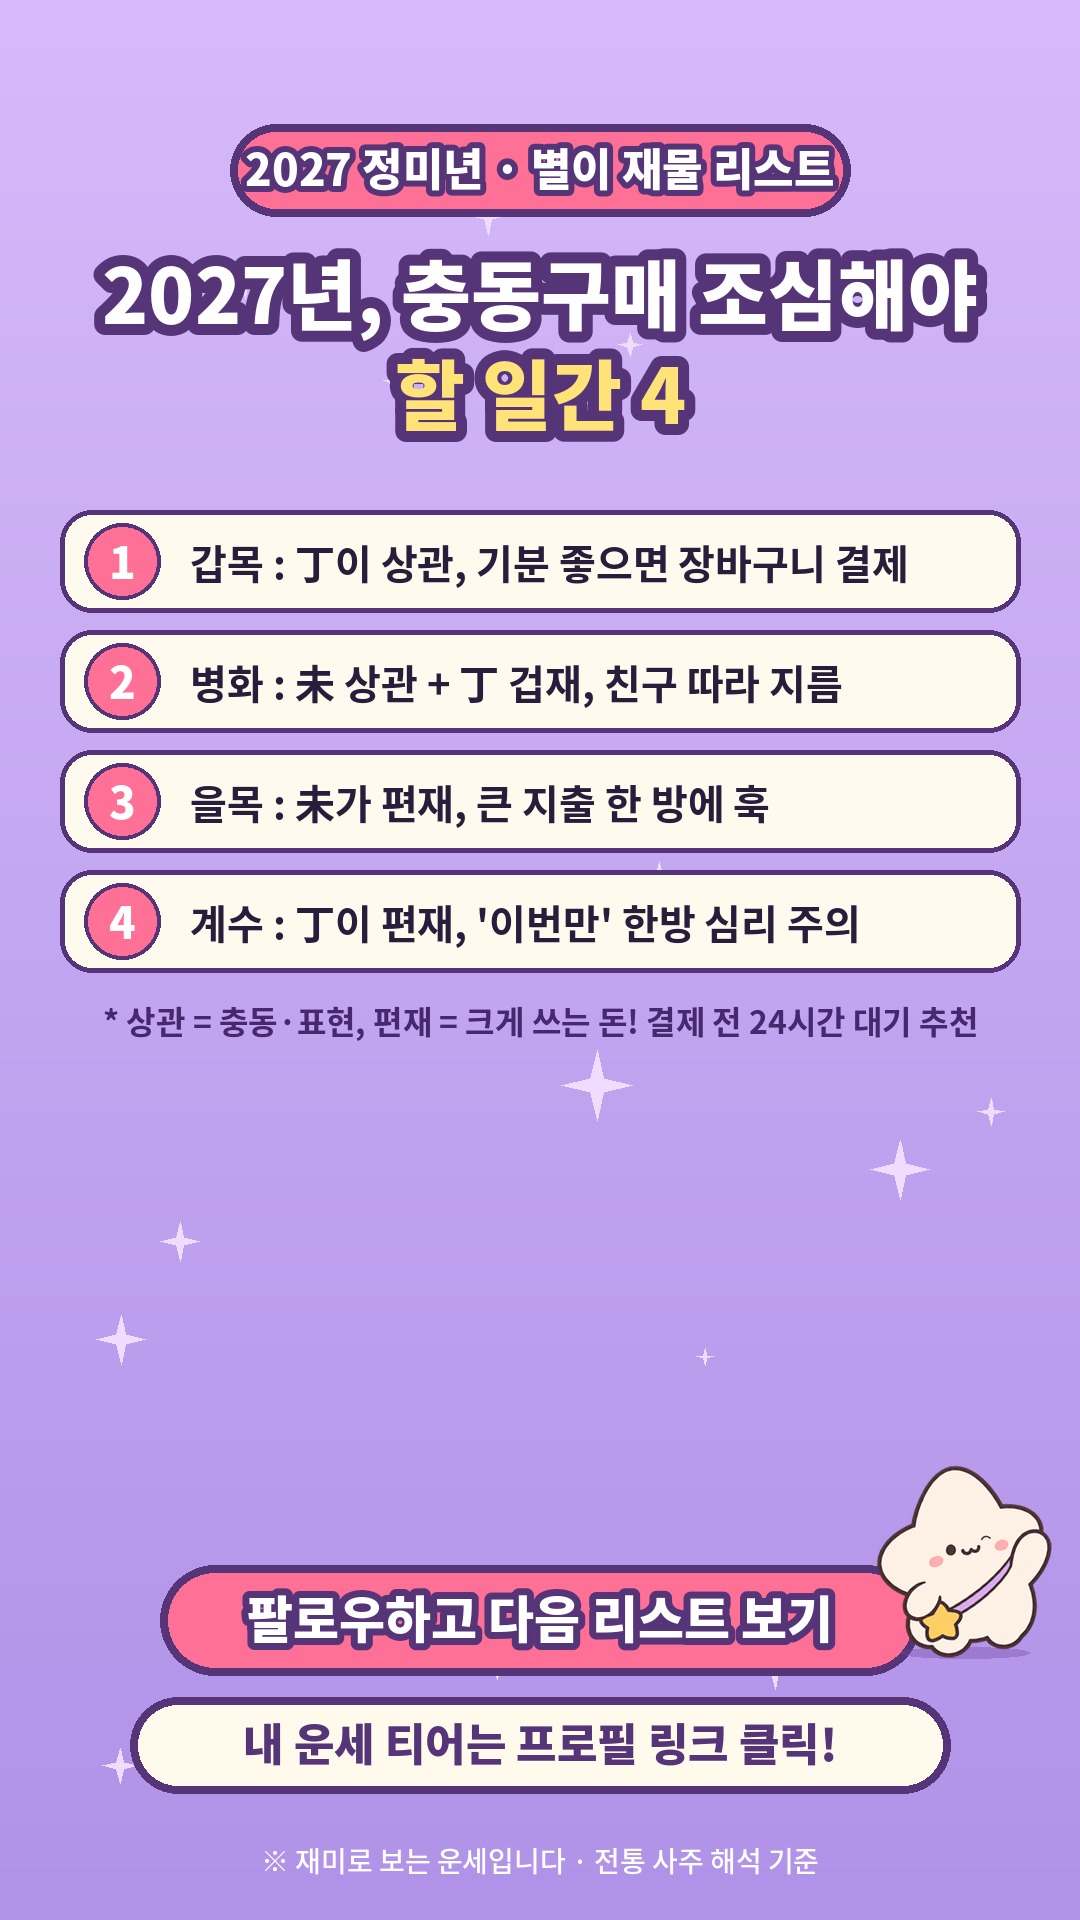 2027 정미년 · 별이 재물 리스트
2027년, 충동구매 조심해야
할 일간 4
1 갑목 : 丁이 상관, 기분 좋으면 장바구니 결제
2 병화 : 未 상관 + 丁 겁재, 친구 따라 지름
3 을목 : 未가 편재, 큰 지출 한 방에 훅
4 계수 : 丁이 편재, '이번만' 한방 심리 주의
* 상관 = 충동·표현, 편재 = 크게 쓰는 돈! 결제 전 24시간 대기 추천
팔로우하고 다음 리스트 보기
내 운세 티어는 프로필 링크 클릭!
※ 재미로 보는 운세입니다 · 전통 사주 해석 기준